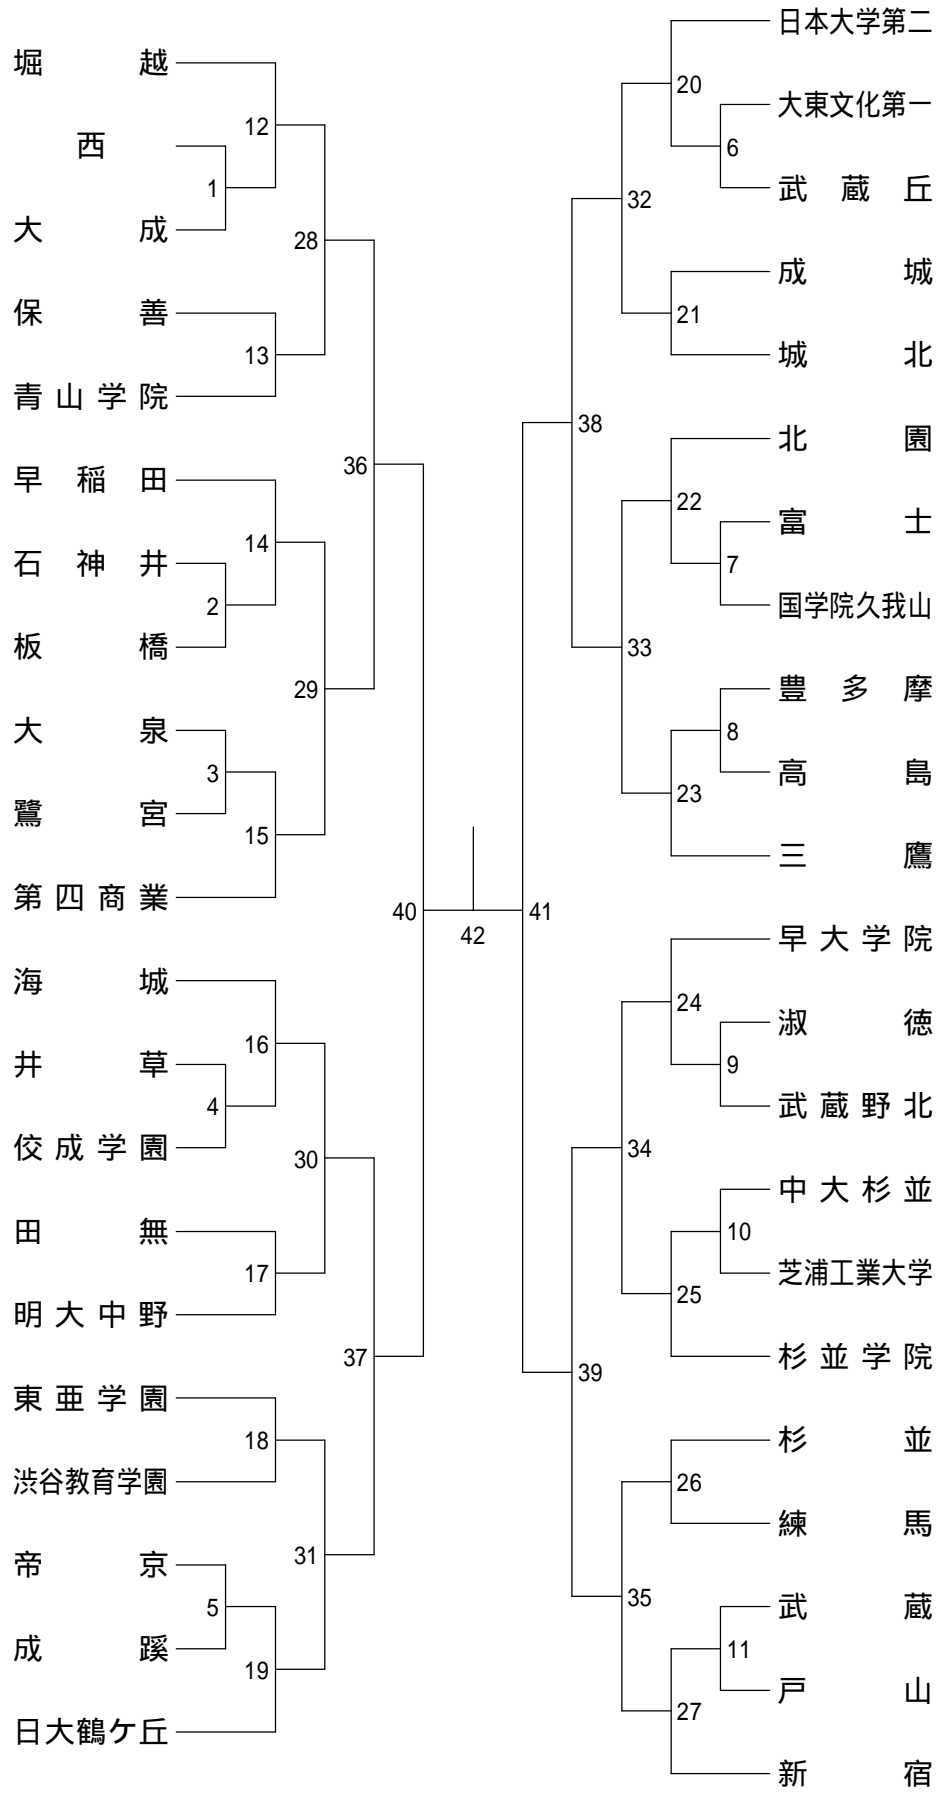 堀越
西
大成
保善
青山学院
早稲田
石神井
板橋
大泉
鷺宮
第四商業
海城
井草
佼成学園
田無
明大中野
東亜学園
渋谷教育学園
帝京
成蹊
日大鶴ケ丘
1
2
3
4
5
12
13
14
15
16
17
18
19
28
29
30
31
36
37
40
42
41
38
39
32
33
34
35
20
21
22
23
24
25
26
27
6
7
8
9
10
11
日本大学第二
大東文化第一
武蔵丘
成城
城北
北園
富士
国学院久我山
豊多摩
高島
三鷹
早大学院
淑徳
武蔵野北
中大杉並
芝浦工業大学
杉並学院
杉並
練馬
武蔵
戸山
新宿